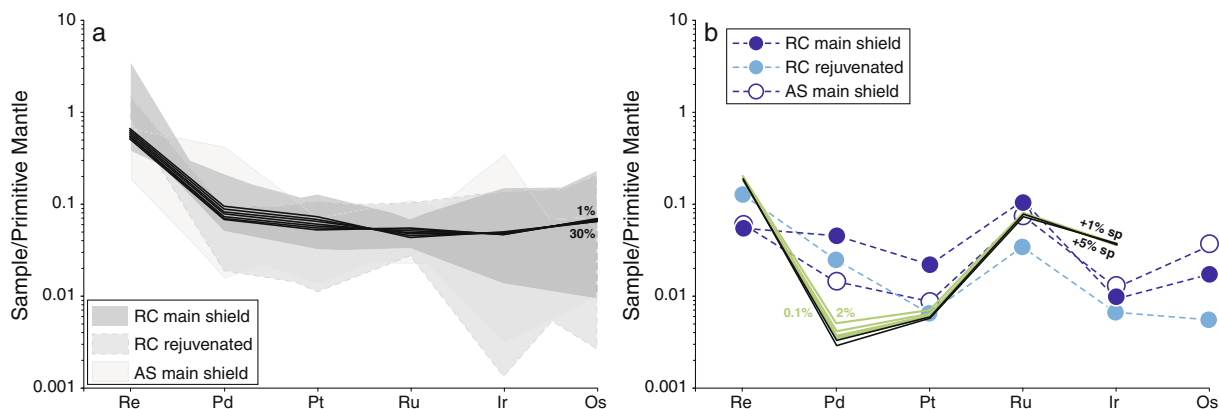 a
Sample/Primitive Mantle
10
1
0.1
0.01
0.001
1%
30%
RC main shield
RC rejuvenated
AS main shield
Re Pd Pt Ru Ir Os
b
RC main shield
RC rejuvenated
AS main shield
Sample/Primitive Mantle
10
1
0.1
0.01
0.001
+1% sp
+5% sp
0.1% 2%
Re Pd Pt Ru Ir Os